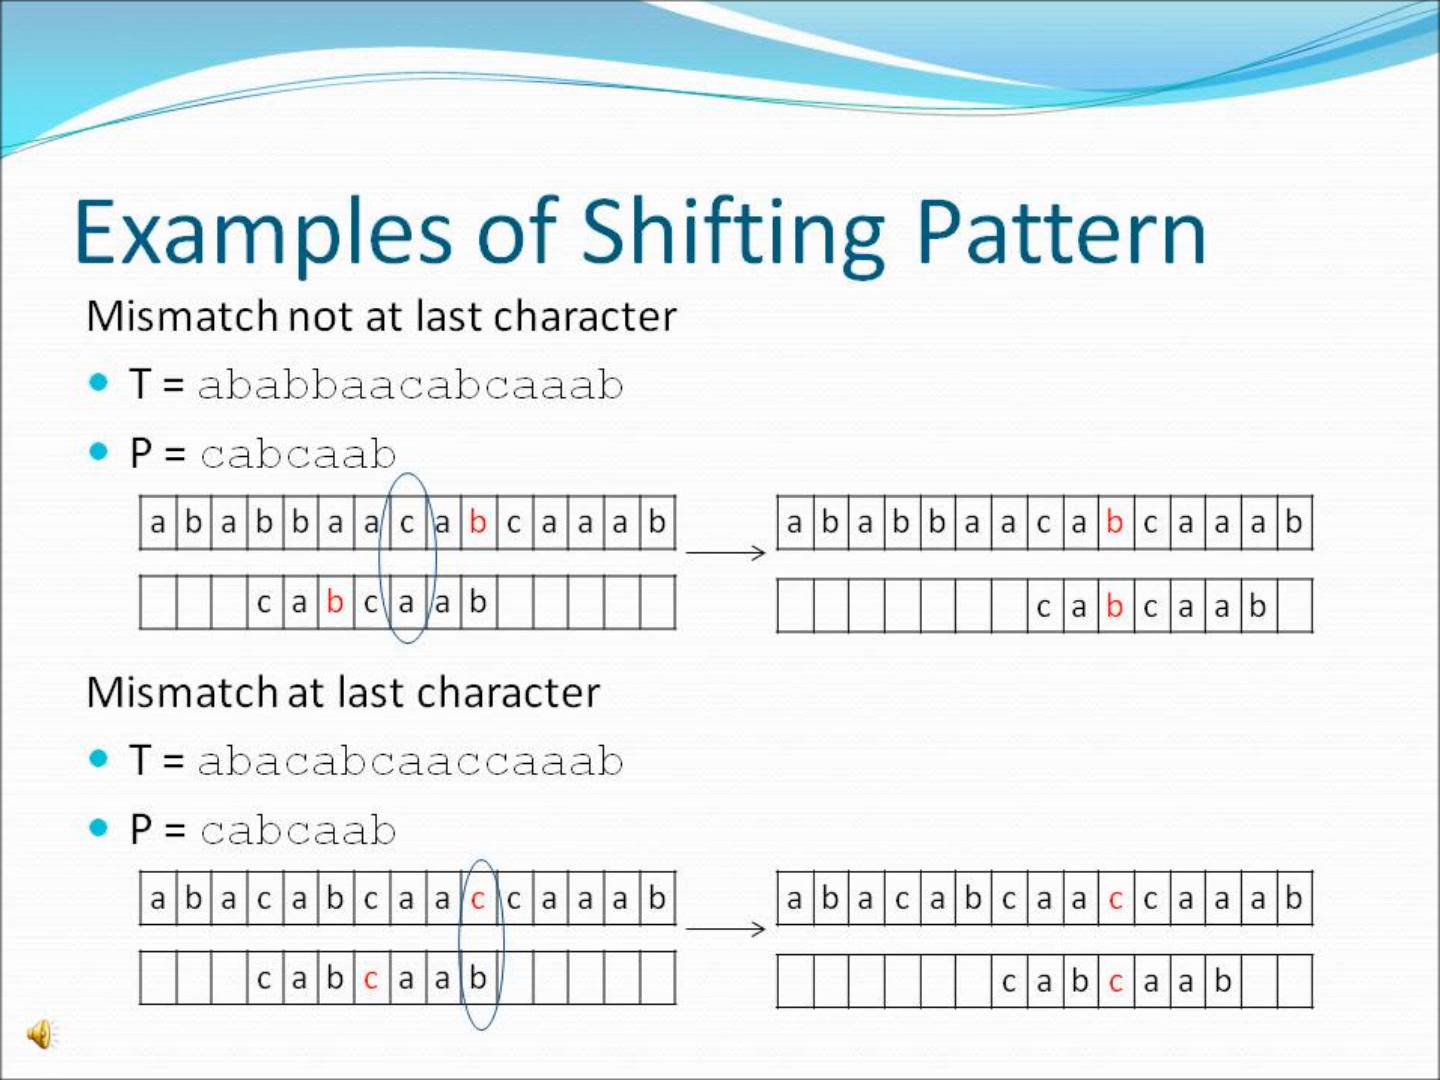 Examples of Shifting Pattern
Mismatch not at last character
T = ababbaacabcaaab
P = cabcaab
a b a b b a a c a b c a a a b
a b a b b a a c a b c a a a b
c a b c a a b
c a b c a a b
Mismatch at last character
T = abacabcaaccaaab
P = cabcaab
a b a c a b c a a c c a a a b
a b a c a b c a a c c a a a b
c a b c a a b
c a b c a a b